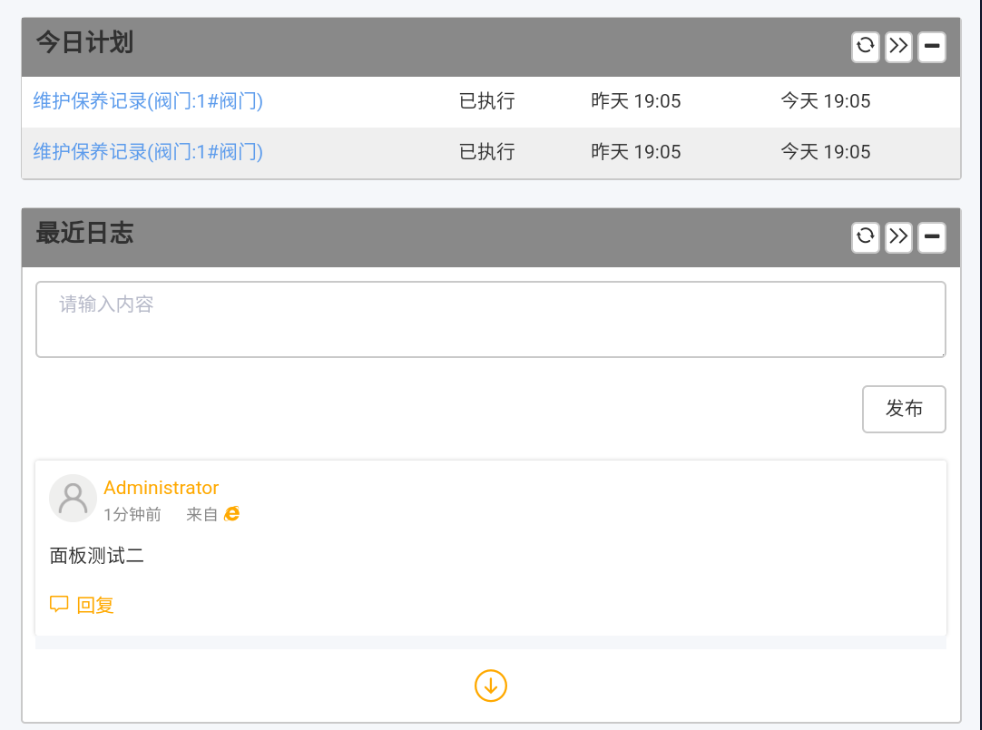 今日计划
维护保养记录(阀门:1#阀门) 已执行 昨天 19:05 今天 19:05
维护保养记录(阀门:1#阀门) 已执行 昨天 19:05 今天 19:05
最近日志
请输入内容
发布
Administrator
1分钟前 来自
面板测试二
回复